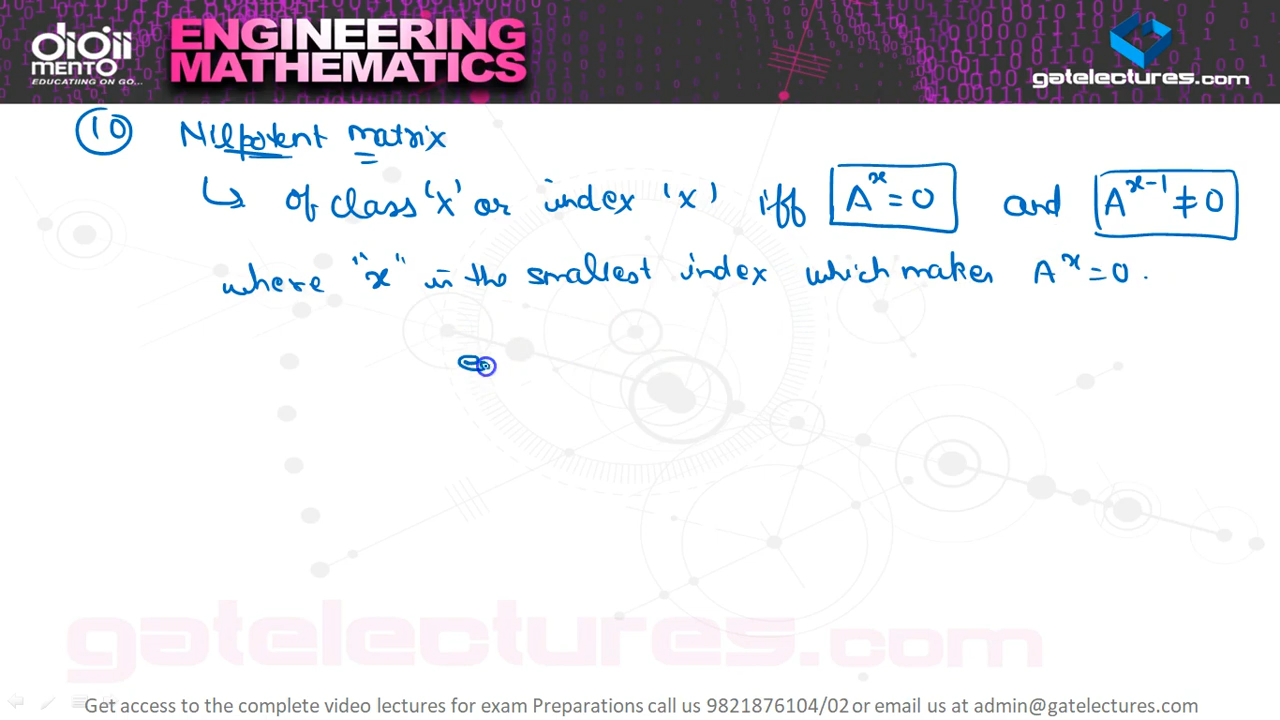 digii
MENTO
EDUCATIING ON GO...
ENGINEERING
MATHEMATICS
gatelectures.com
10 Nilpotent matrix
↳ of class 'x' or index 'x' iff A^x = 0 and A^x-1 ≠ 0
where "x" is the smallest index which makes A^x = 0.
gatelectures.com
Get access to the complete video lectures for exam Preparations call us 9821876104/02 or email us at admin@gatelectures.com